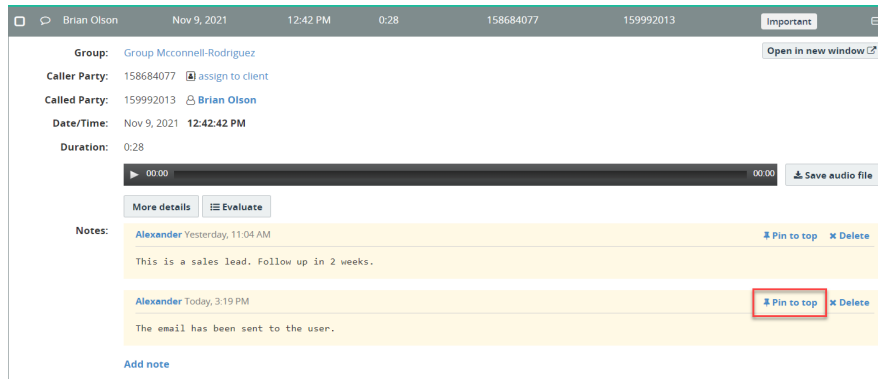 Brian Olson Nov 9, 2021 12:42 PM 0:28 158684077 159992013 Important
Group: Group Mcconnell-Rodriguez Open in new window
Caller Party: 158684077 assign to client
Called Party: 159992013 Brian Olson
Date/Time: Nov 9, 2021 12:42:42 PM
Duration: 0:28
00:00 00:00 Save audio file
More details Evaluate
Notes: Alexander Yesterday, 11:04 AM Pin to top Delete
This is a sales lead. Follow up in 2 weeks.
Alexander Today, 3:19 PM Pin to top Delete
The email has been sent to the user.
Add note